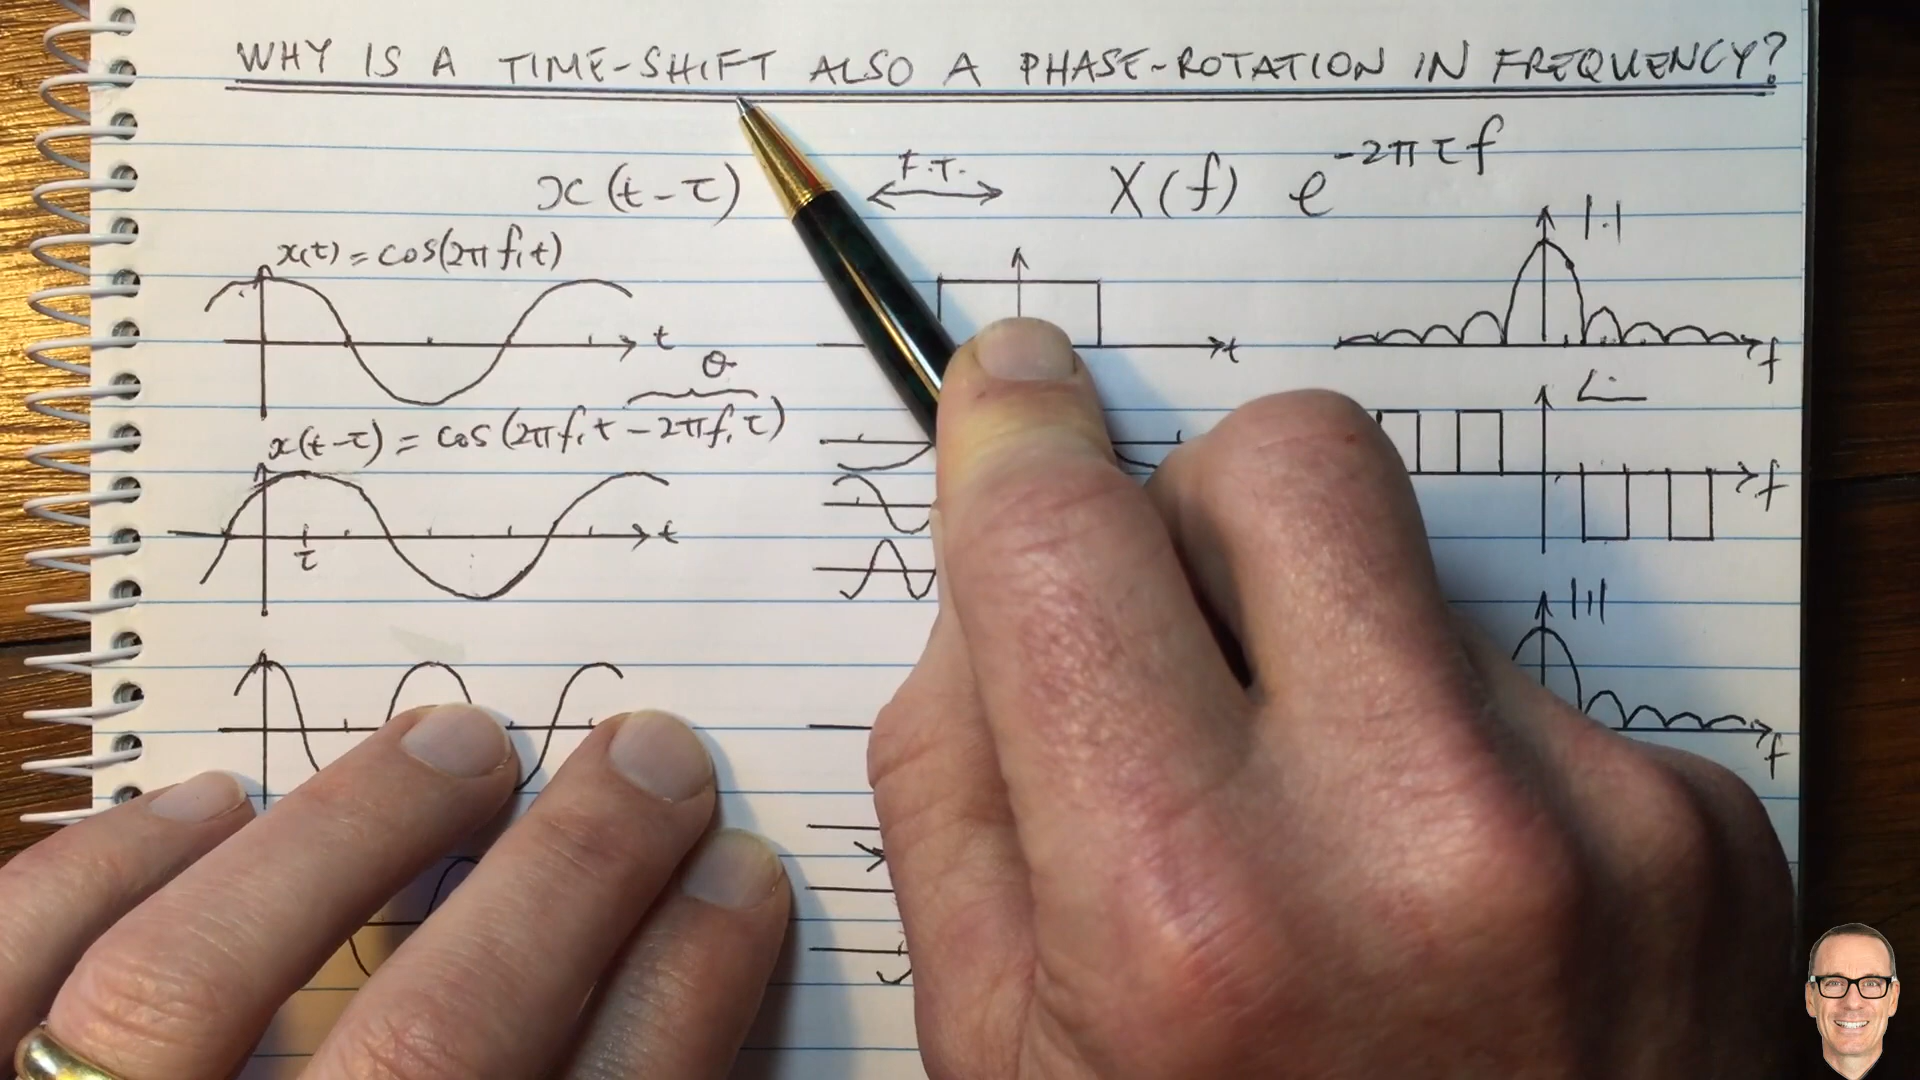 WHY IS A TIME-SHIFT ALSO A PHASE-ROTATION IN FREQUENCY?
x(t-τ) F.T. X(f) e^{-2πτf}
x(t) = cos(2πf₁t)
|·|
t
t
f
θ
∠·
x(t-τ) = cos(2πf₁t - 2πf₁τ)
f
τ
t
|·|
f